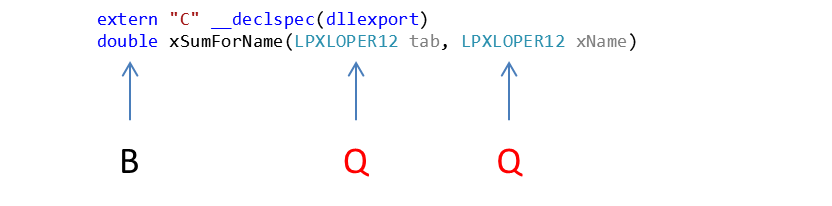 extern "C" __declspec(dllexport)
double xSumForName(LPXLOPER12 tab, LPXLOPER12 xName)
B Q Q